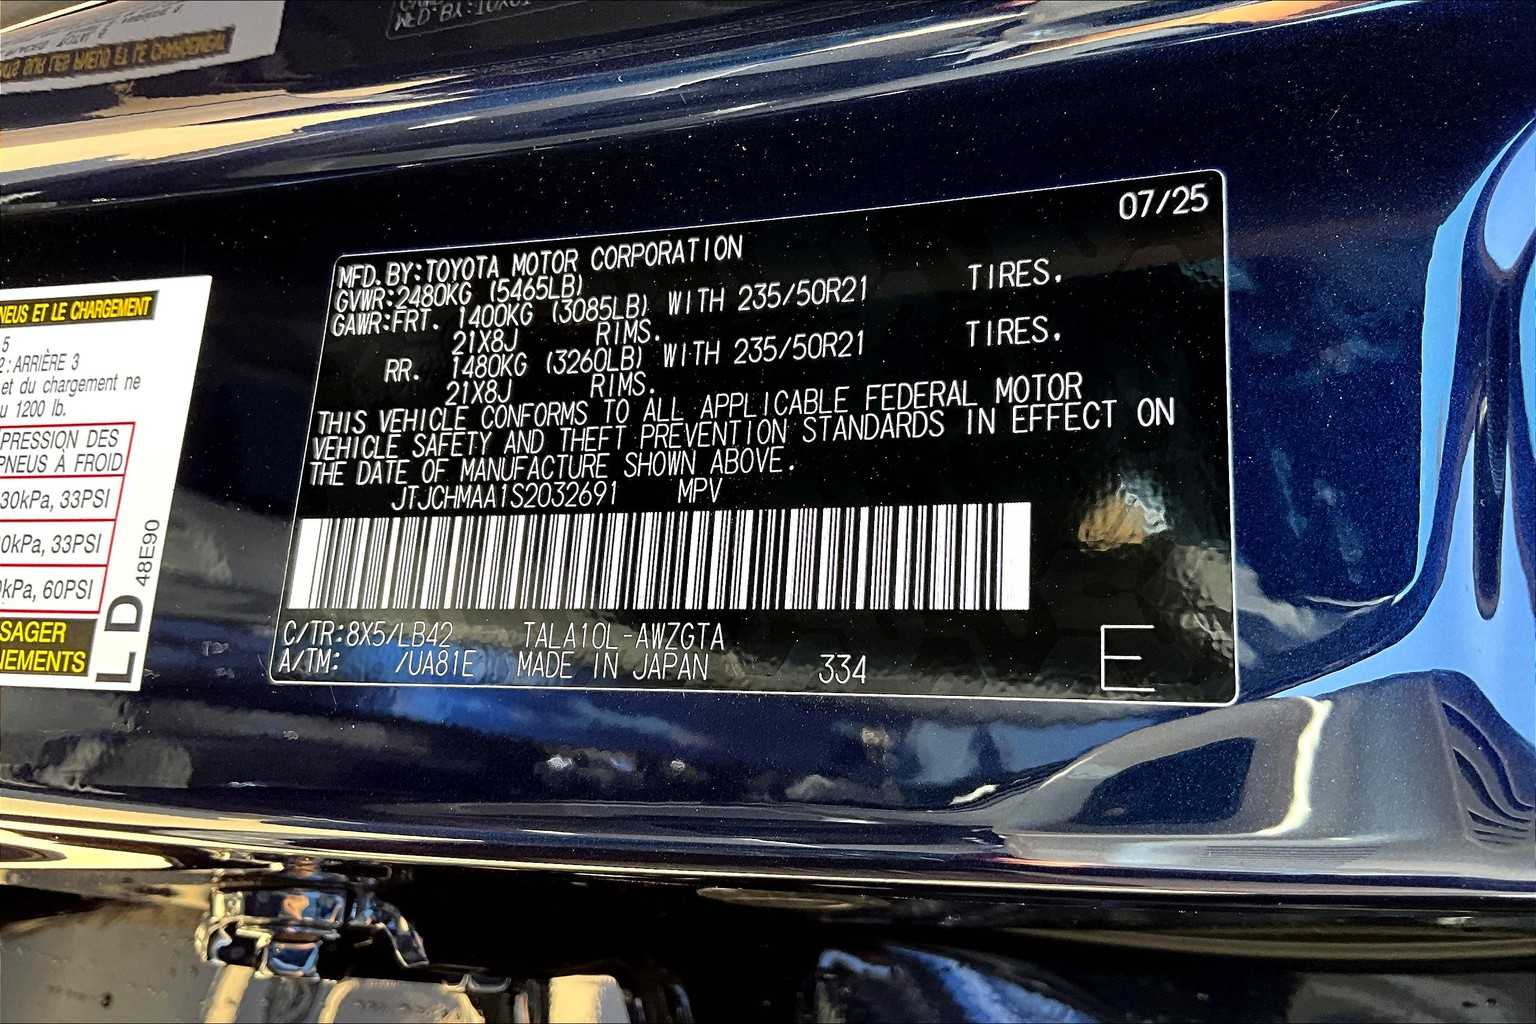 NEUS ET LE CHARGEMENT
5
2: ARRIÈRE 3
et du chargement ne
u 1200 lb.
PRESSION DES
PNEUS À FROID
30kPa, 33PSI
0kPa, 33PSI
kPa, 60PSI
SAGER
IEMENTS
L D 48E90
07/25
MFD. BY:TOYOTA MOTOR CORPORATION
GVWR:2480KG (5465LB)
GAWR:FRT. 1400KG (3085LB) WITH 235/50R21 TIRES.
21X8J RIMS.
RR. 1480KG (3260LB) WITH 235/50R21 TIRES.
21X8J RIMS.
THIS VEHICLE CONFORMS TO ALL APPLICABLE FEDERAL MOTOR
VEHICLE SAFETY AND THEFT PREVENTION STANDARDS IN EFFECT ON
THE DATE OF MANUFACTURE SHOWN ABOVE.
JTJCHMAA1S2032691 MPV
C/TR:8X5/LB42 TALA10L-AWZGTA
A/TM: /UA81E MADE IN JAPAN 334
E